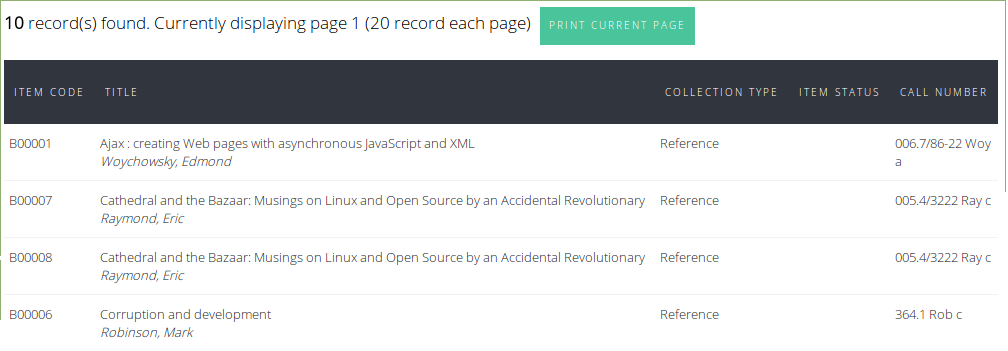 10 record(s) found. Currently displaying page 1 (20 record each page) PRINT CURRENT PAGE
ITEM CODE TITLE COLLECTION TYPE ITEM STATUS CALL NUMBER
B00001 Ajax : creating Web pages with asynchronous JavaScript and XML Reference 006.7/86-22 Woy
Woychowsky, Edmond a
B00007 Cathedral and the Bazaar: Musings on Linux and Open Source by an Accidental Revolutionary Reference 005.4/3222 Ray c
Raymond, Eric
B00008 Cathedral and the Bazaar: Musings on Linux and Open Source by an Accidental Revolutionary Reference 005.4/3222 Ray c
Raymond, Eric
B00006 Corruption and development Reference 364.1 Rob c
Robinson, Mark